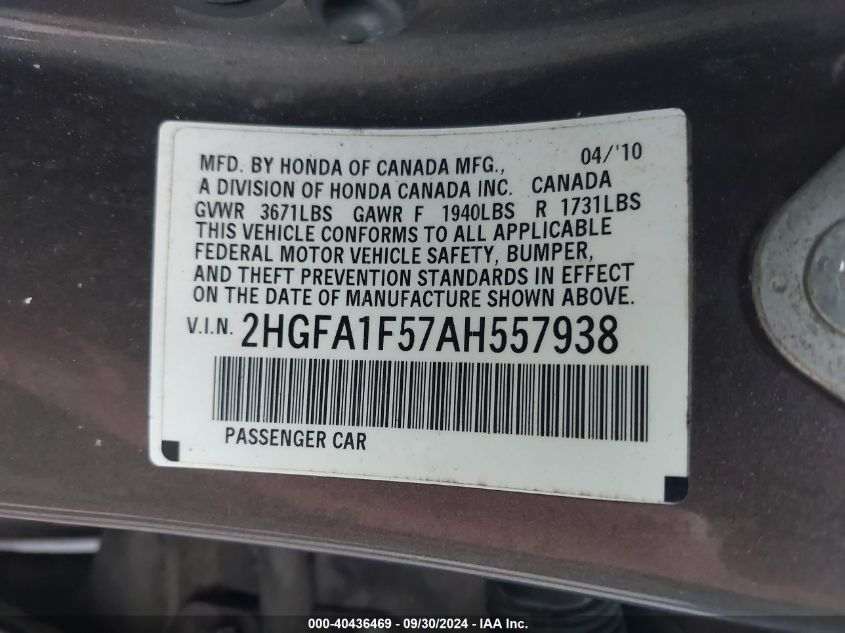 MFD. BY HONDA OF CANADA MFG., 04/'10
A DIVISION OF HONDA CANADA INC. CANADA
GVWR 3671LBS GAWR F 1940LBS R 1731LBS
THIS VEHICLE CONFORMS TO ALL APPLICABLE
FEDERAL MOTOR VEHICLE SAFETY, BUMPER,
AND THEFT PREVENTION STANDARDS IN EFFECT
ON THE DATE OF MANUFACTURE SHOWN ABOVE.
V.I.N. 2HGFA1F57AH557938
PASSENGER CAR
000-40436469 - 09/30/2024 - IAA Inc.